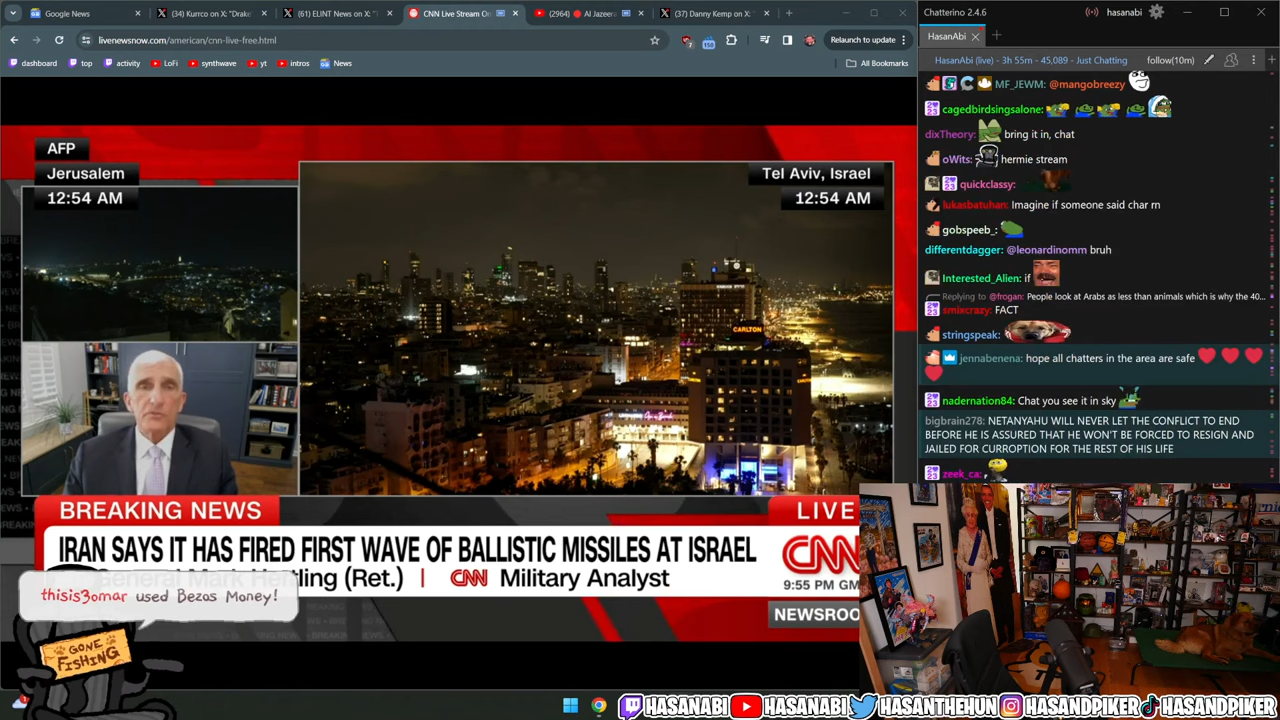 Google News
(34) Kurrco on X: "Drake
(61) ELINT News on X: "
CNN Live Stream On
(2964) Al Jazeera
(37) Danny Kemp on X: "
livenewsnow.com/american/cnn-live-free.html
Relaunch to update
dashboard
top
activity
LoFi
synthwave
yt
intros
News
All Bookmarks
AFP
Jerusalem
12:54 AM
Tel Aviv, Israel
12:54 AM
CARLTON
BREAKING NEWS
LIVE
IRAN SAYS IT HAS FIRED FIRST WAVE OF BALLISTIC MISSILES AT ISRAEL
General Mark Hertling (Ret.) | CNN Military Analyst
CNN
9:55 PM GM
NEWSROO
thisis3omar used Bezos Money!
GONE
FISHING
Chatterino 2.4.6
hasanabi
HasanAbi
HasanAbi (live) - 3h 55m - 45,089 - Just Chatting
follow(10m)
MF_JEWM: @mangobreezy
cagedbirdsingsalone:
dixTheory: bring it in, chat
oWits: hermie stream
quickclassy:
lukasbatuhan: Imagine if someone said char rn
gobspeeb_:
differentdagger: @leonardinomm bruh
Interested_Alien: if
Replying to @frogan: People look at Arabs as less than animals which is why the 40...
smixcrazy: FACT
stringspeak:
jennabenena: hope all chatters in the area are safe
nadernation84: Chat you see it in sky
bigbrain278: NETANYAHU WILL NEVER LET THE CONFLICT TO END
BEFORE HE IS ASSURED THAT HE WON'T BE FORCED TO RESIGN AND
JAILED FOR CURROPTION FOR THE REST OF HIS LIFE
zeek_ca:
HASANABI
HASANABI
HASANTHEHUN
HASANDPIKER
HASANDPIKER